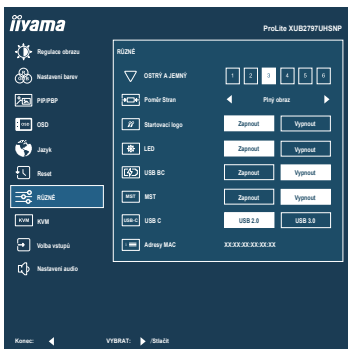 iiyama
ProLite XUB2797UHSNP
Regulace obrazu
Nastavení barev
PIP/PBP
OSD OSD
Jazyk
Reset
RŮZNÉ
KVM KVM
Volba vstupů
Nastavení audio
RŮZNÉ
OSTRÝ A JEMNÝ 1 2 3 4 5 6
Poměr Stran Plný obraz
Startovací logo Zapnout Vypnout
LED Zapnout Vypnout
USB BC Zapnout Vypnout
MST MST Zapnout Vypnout
USB-C USB C USB 2.0 USB 3.0
Adresy MAC XX:XX:XX:XX:XX:XX
Konec: VYBRAT: /Stlačit